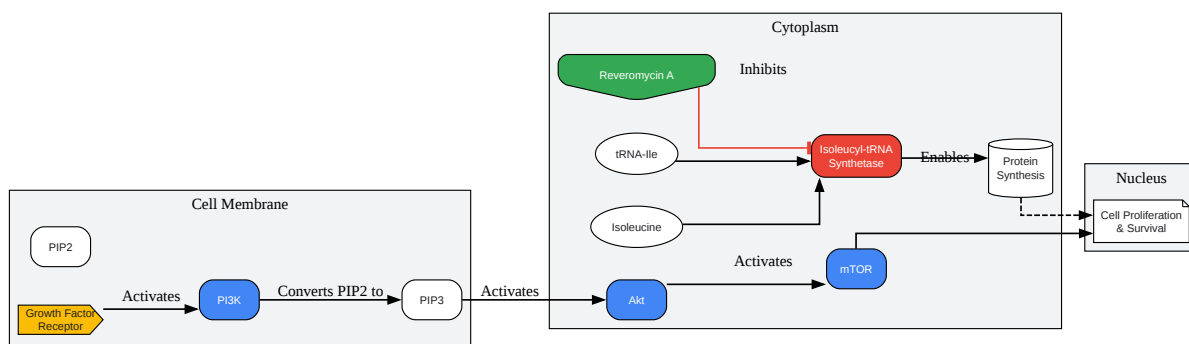 Cytoplasm
Reveromycin A
Inhibits
tRNA-Ile
Isoleucyl-tRNA
Synthetase
Enables
Protein
Synthesis
Isoleucine
Activates
mTOR
Akt
Nucleus
Cell Proliferation
& Survival
Cell Membrane
PIP2
Growth Factor
Receptor
Activates
PI3K
Converts PIP2 to
PIP3
Activates